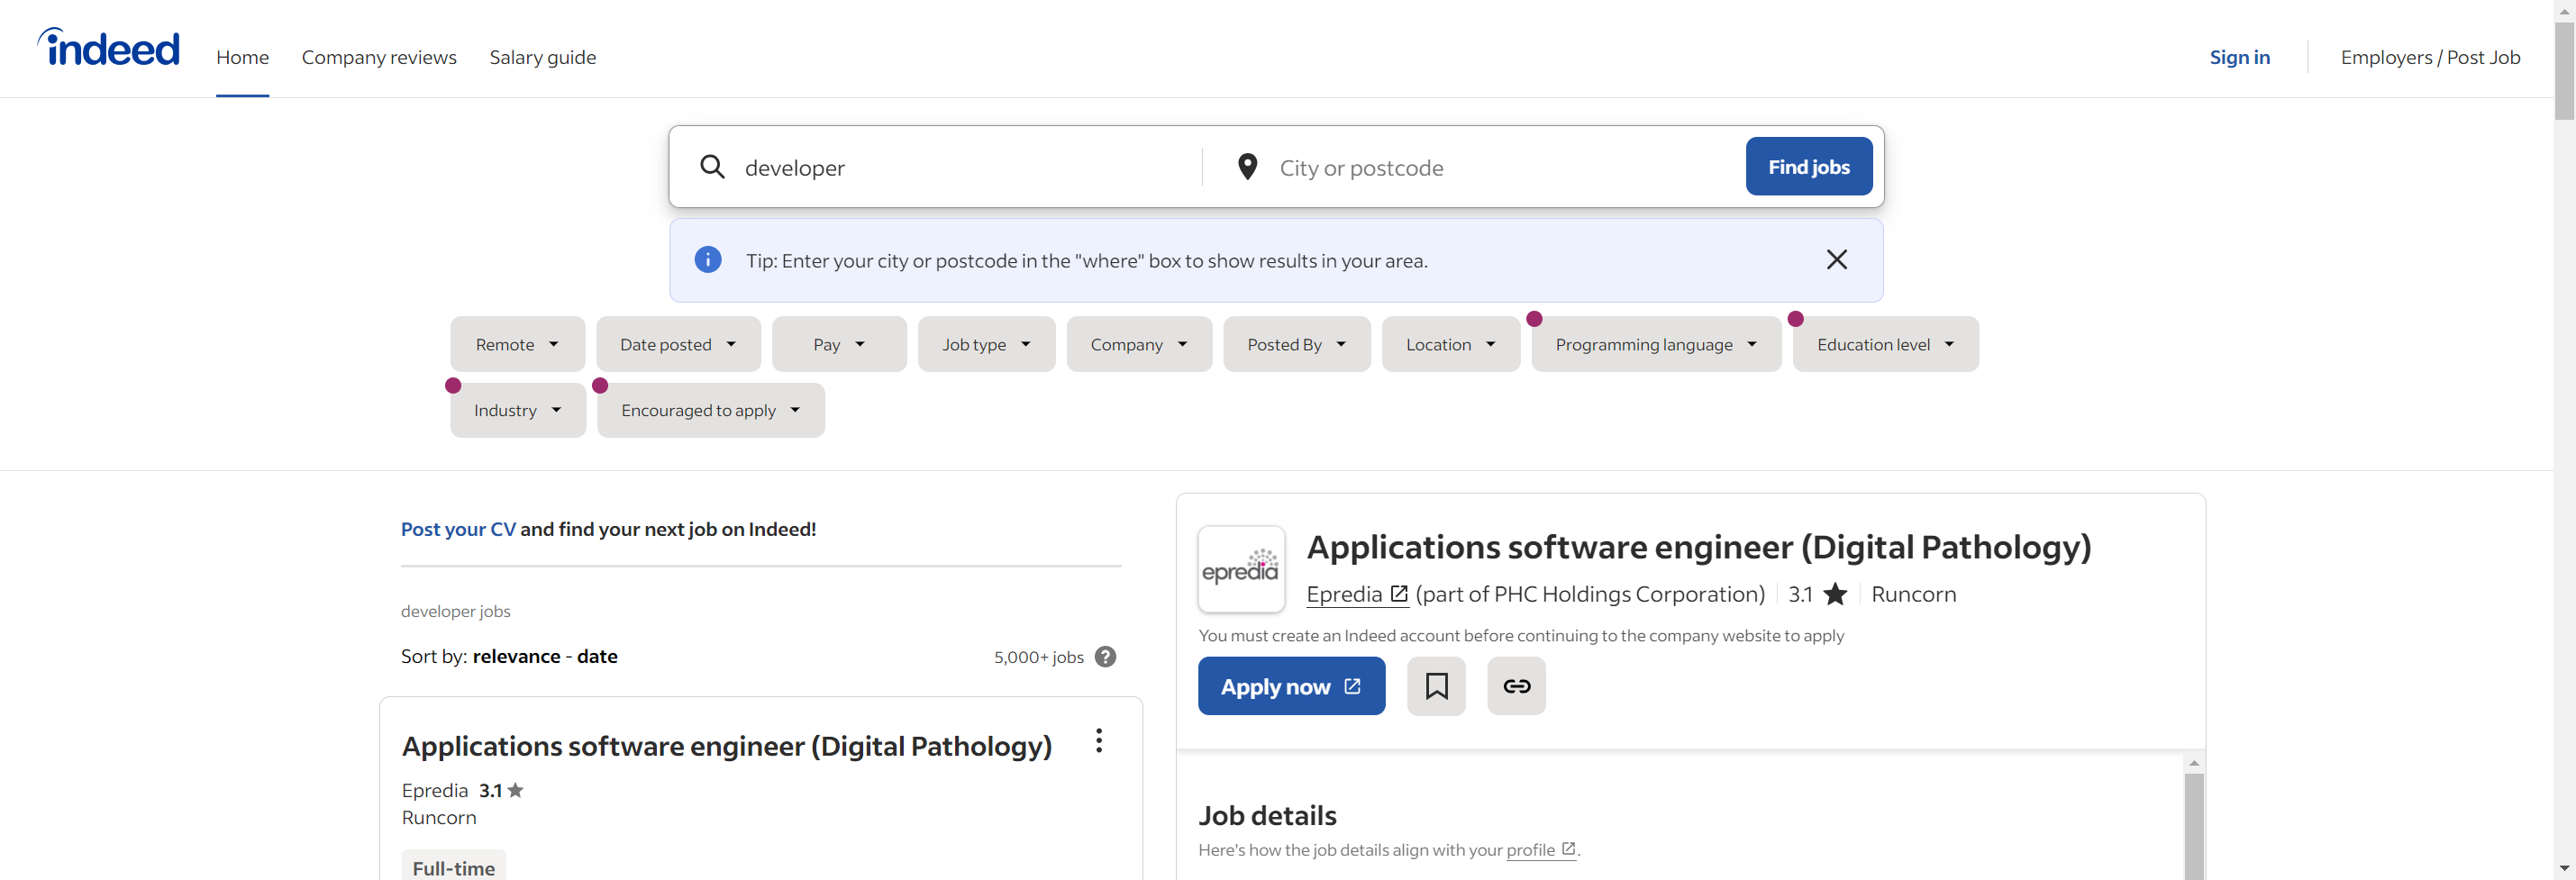 indeed
Home Company reviews Salary guide
Sign in Employers / Post Job
developer City or postcode Find jobs
Tip: Enter your city or postcode in the "where" box to show results in your area.
Remote Date posted Pay Job type Company Posted By Location Programming language Education level
Industry Encouraged to apply
Post your CV and find your next job on Indeed!
developer jobs
Sort by: relevance - date
5,000+ jobs
Applications software engineer (Digital Pathology)
Epredia 3.1
Runcorn
Full-time
epredia
Applications software engineer (Digital Pathology)
Epredia (part of PHC Holdings Corporation) 3.1 Runcorn
You must create an Indeed account before continuing to the company website to apply
Apply now
Job details
Here's how the job details align with your profile.